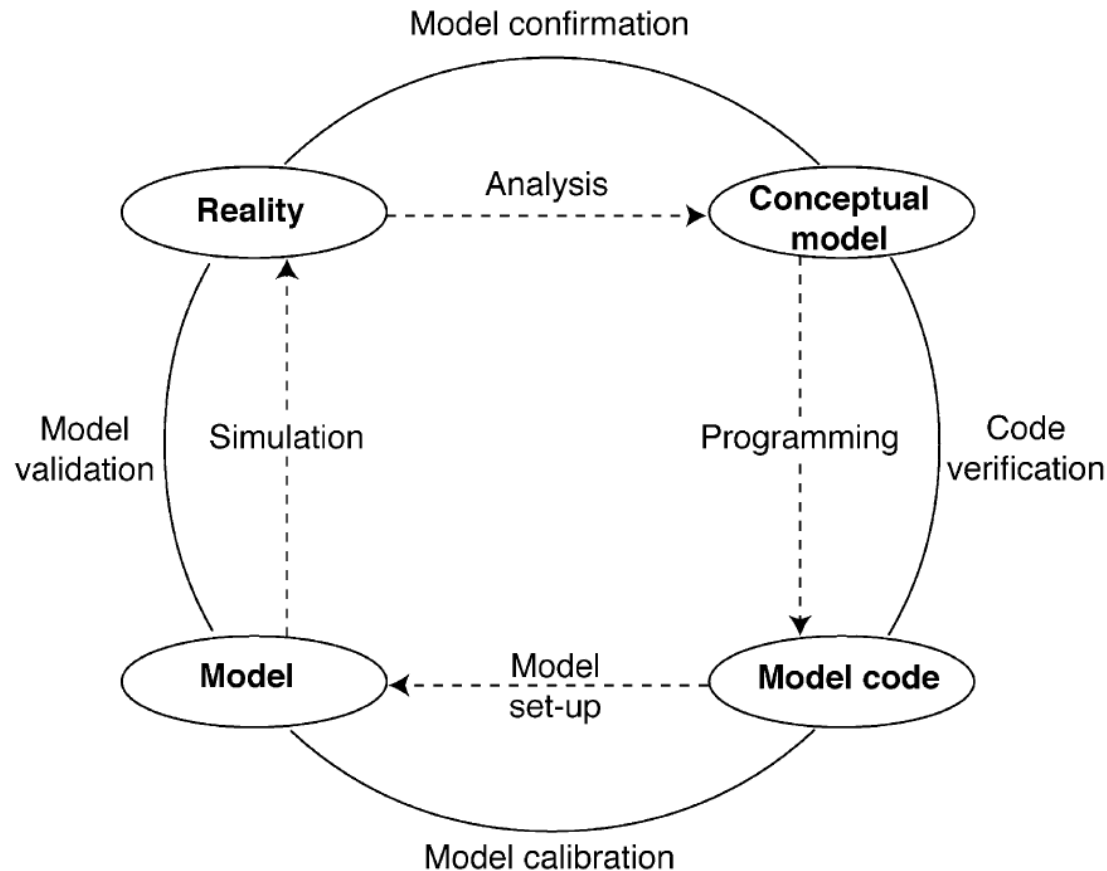 Model confirmation
Reality
Analysis
Conceptual
model
Model
validation
Simulation
Programming
Code
verification
Model
Model
set-up
Model code
Model calibration